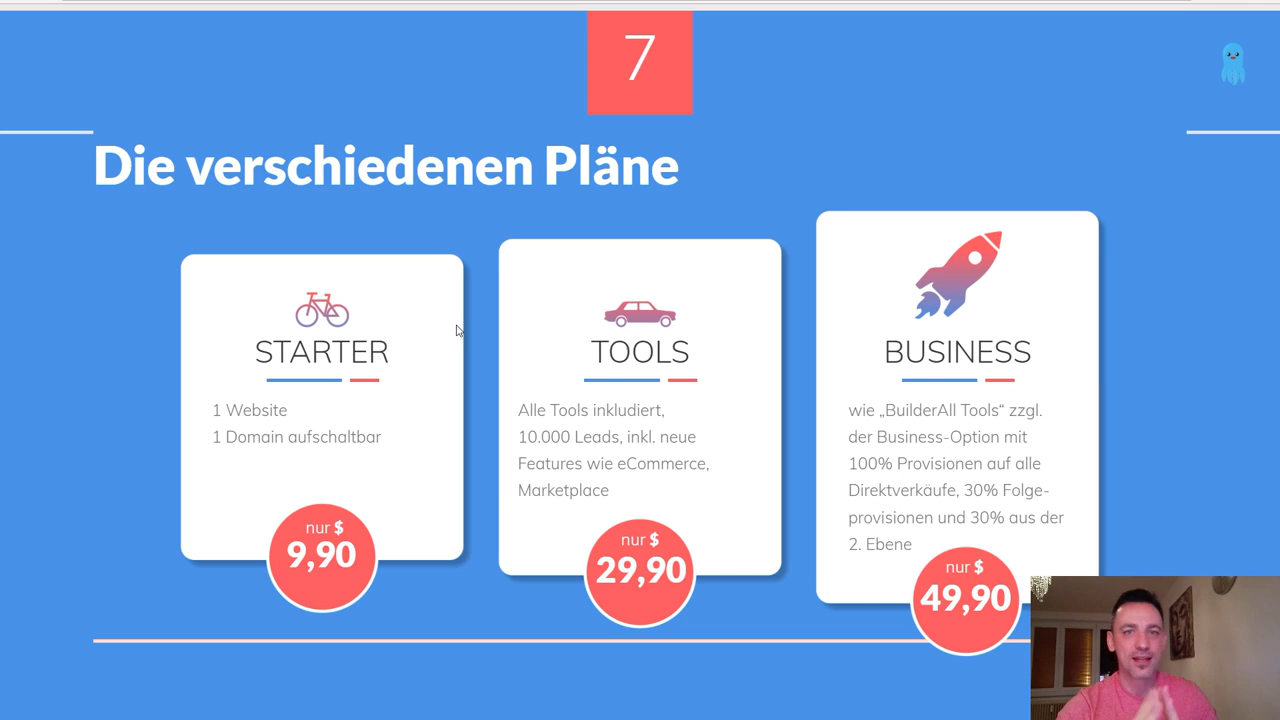 7
Die verschiedenen Pläne
STARTER
1 Website
1 Domain aufschaltbar
nur $
9,90
TOOLS
Alle Tools inkludiert,
10.000 Leads, inkl. neue
Features wie eCommerce,
Marketplace
nur $
29,90
BUSINESS
wie „BuilderAll Tools“ zzgl.
der Business-Option mit
100% Provisionen auf alle
Direktverkäufe, 30% Folge-
provisionen und 30% aus der
2. Ebene
nur $
49,90